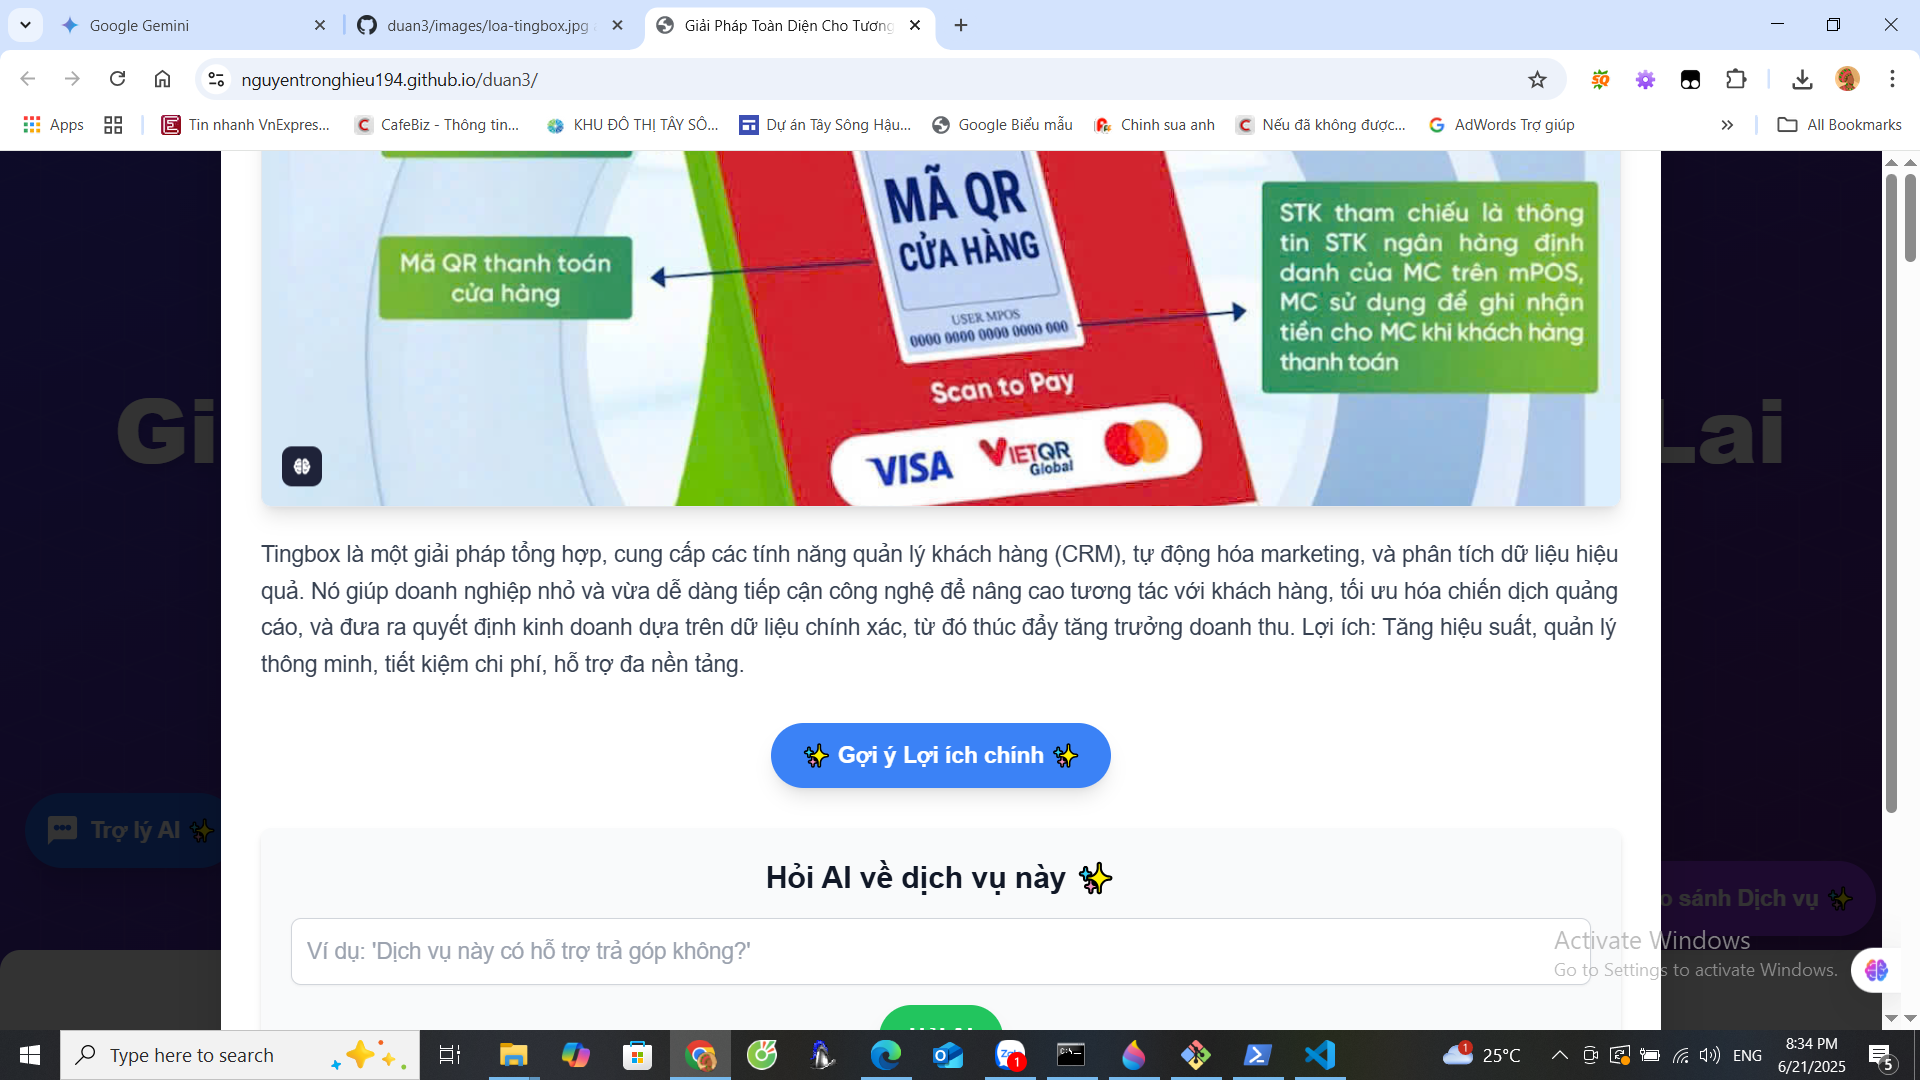 Google Gemini
duan3/images/loa-tingbox.jpg a
Giải Pháp Toàn Diện Cho Tương
nguyentronghieu194.github.io/duan3/
Apps
Tin nhanh VnExpres...
CafeBiz - Thông tin...
KHU ĐÔ THỊ TÂY SÔ...
Dự án Tây Sông Hậu...
Google Biểu mẫu
Chinh sua anh
Nếu đã không được...
AdWords Trợ giúp
All Bookmarks
MÃ QR
CỬA HÀNG
USER MPOS
0000 0000 0000 0000 000
Mã QR thanh toán
cửa hàng
STK tham chiếu là thông
tin STK ngân hàng định
danh của MC trên mPOS,
MC sử dụng để ghi nhận
tiền cho MC khi khách hàng
thanh toán
Scan to Pay
VISA VIETQR Global
Gi
Lai
Tingbox là một giải pháp tổng hợp, cung cấp các tính năng quản lý khách hàng (CRM), tự động hóa marketing, và phân tích dữ liệu hiệu
quả. Nó giúp doanh nghiệp nhỏ và vừa dễ dàng tiếp cận công nghệ để nâng cao tương tác với khách hàng, tối ưu hóa chiến dịch quảng
cáo, và đưa ra quyết định kinh doanh dựa trên dữ liệu chính xác, từ đó thúc đẩy tăng trưởng doanh thu. Lợi ích: Tăng hiệu suất, quản lý
thông minh, tiết kiệm chi phí, hỗ trợ đa nền tảng.
✨ Gợi ý Lợi ích chính ✨
Trợ lý AI ✨
Hỏi AI về dịch vụ này ✨
o sánh Dịch vụ ✨
Ví dụ: 'Dịch vụ này có hỗ trợ trả góp không?'
Activate Windows
Go to Settings to activate Windows.
Type here to search
1
25°C
ENG
8:34 PM
6/21/2025
5